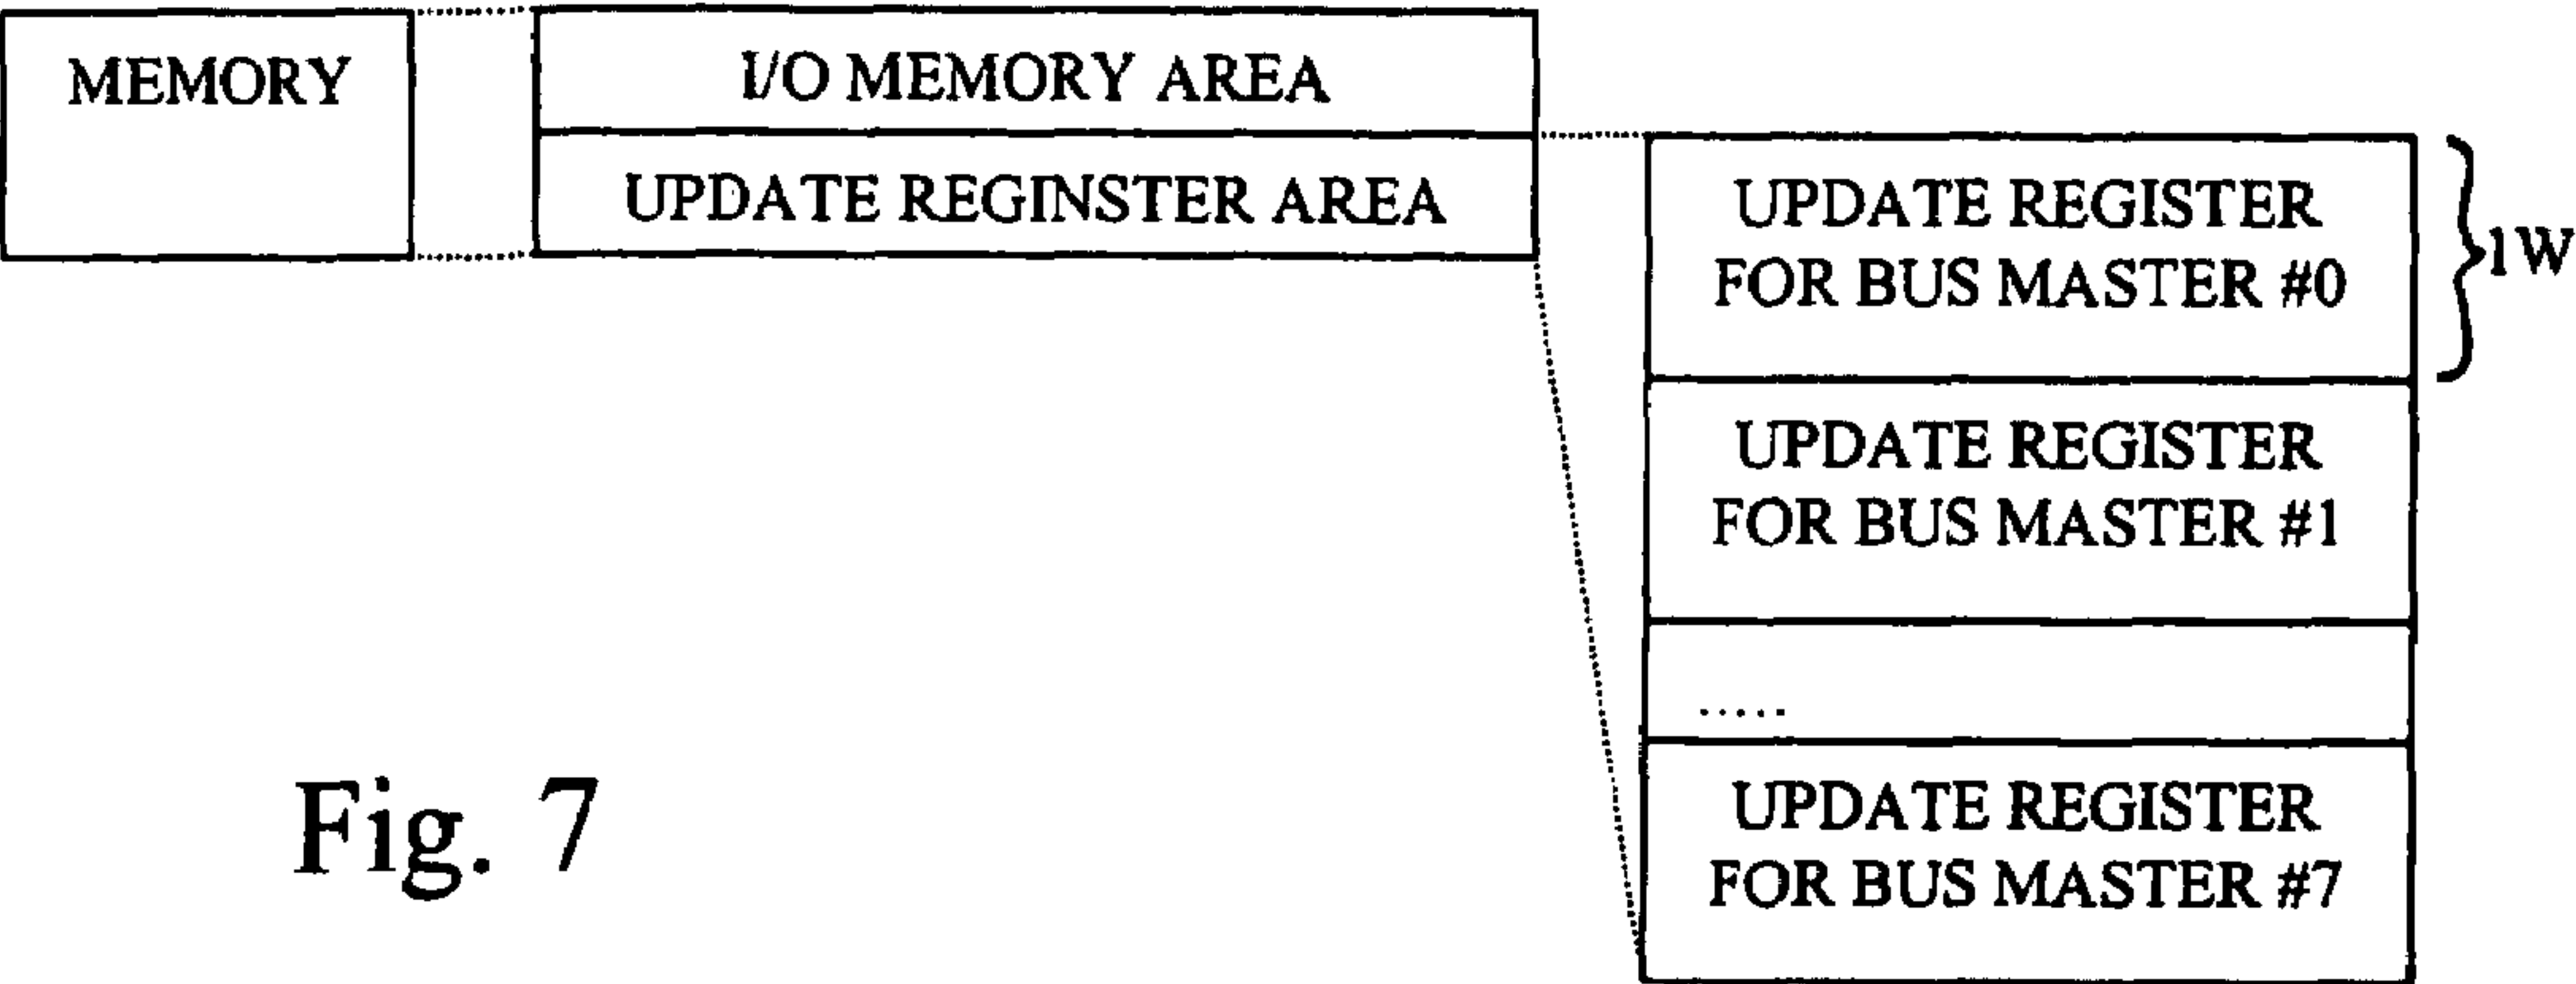 MEMORY
I/O MEMORY AREA
UPDATE REGINSTER AREA
UPDATE REGISTER
FOR BUS MASTER #0
1W
UPDATE REGISTER
FOR BUS MASTER #1
.....
UPDATE REGISTER
FOR BUS MASTER #7
Fig. 7